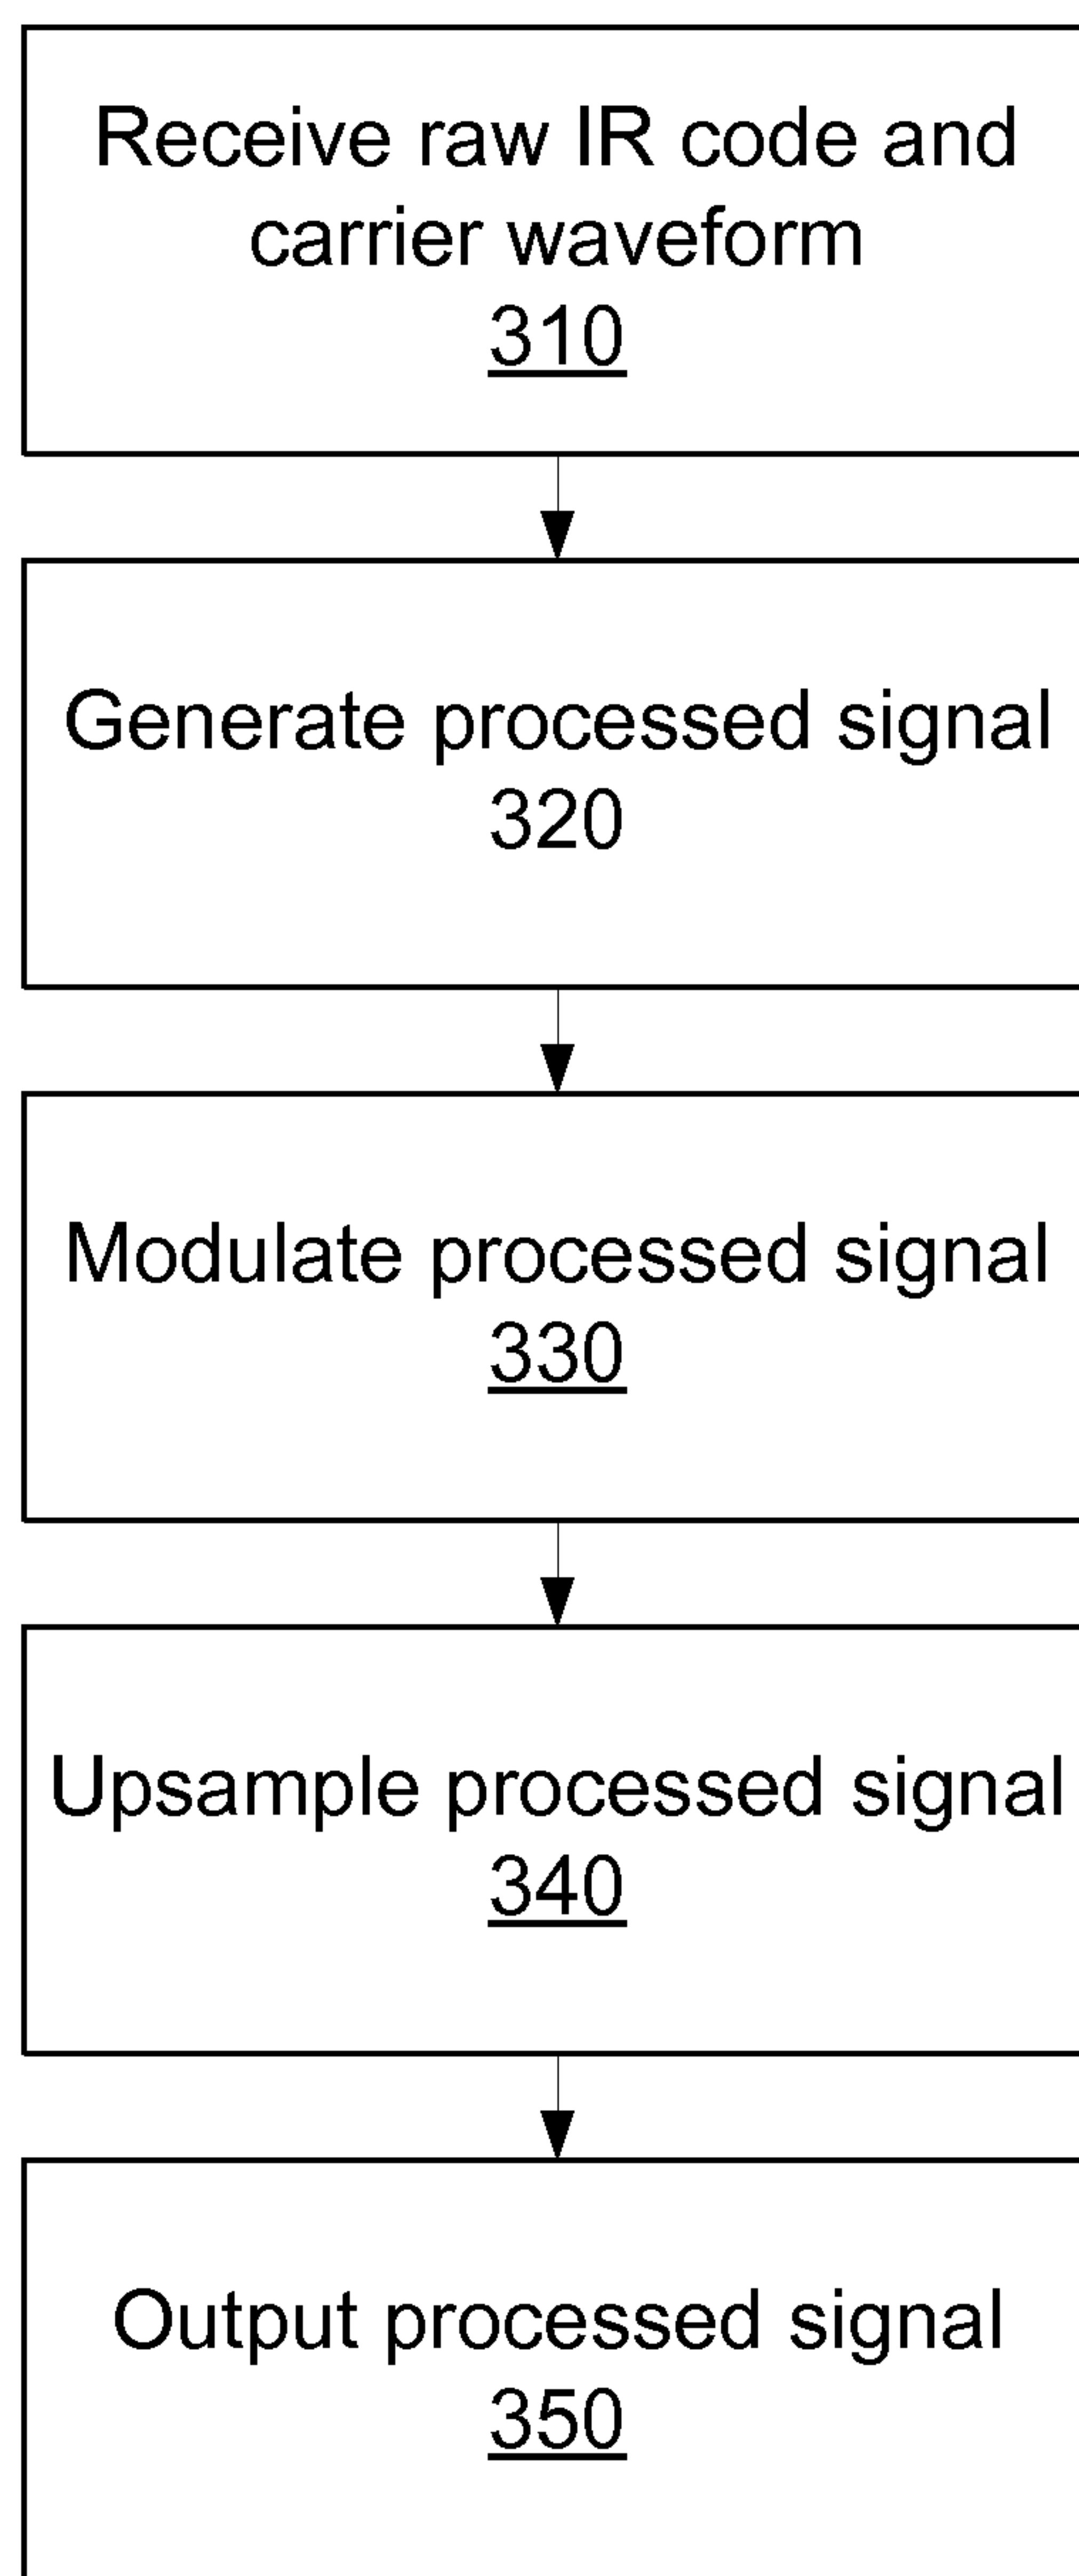 Receive raw IR code and
carrier waveform
310
Generate processed signal
320
Modulate processed signal
330
Upsample processed signal
340
Output processed signal
350